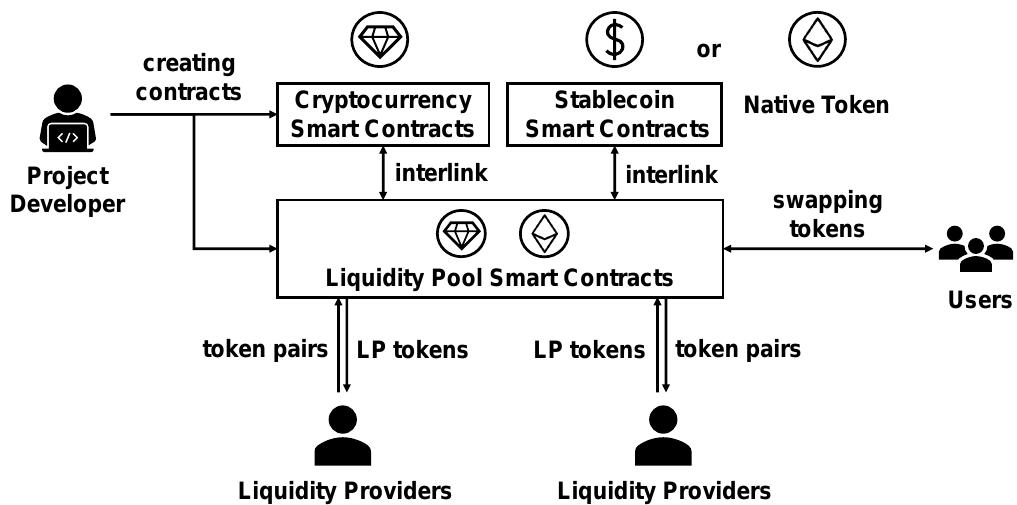 creating
contracts
or
Cryptocurrency
Smart Contracts
Stablecoin
Smart Contracts
Native Token
</>
Project
Developer
interlink
interlink
swapping
tokens
Liquidity Pool Smart Contracts
Users
token pairs
LP tokens
LP tokens
token pairs
Liquidity Providers
Liquidity Providers